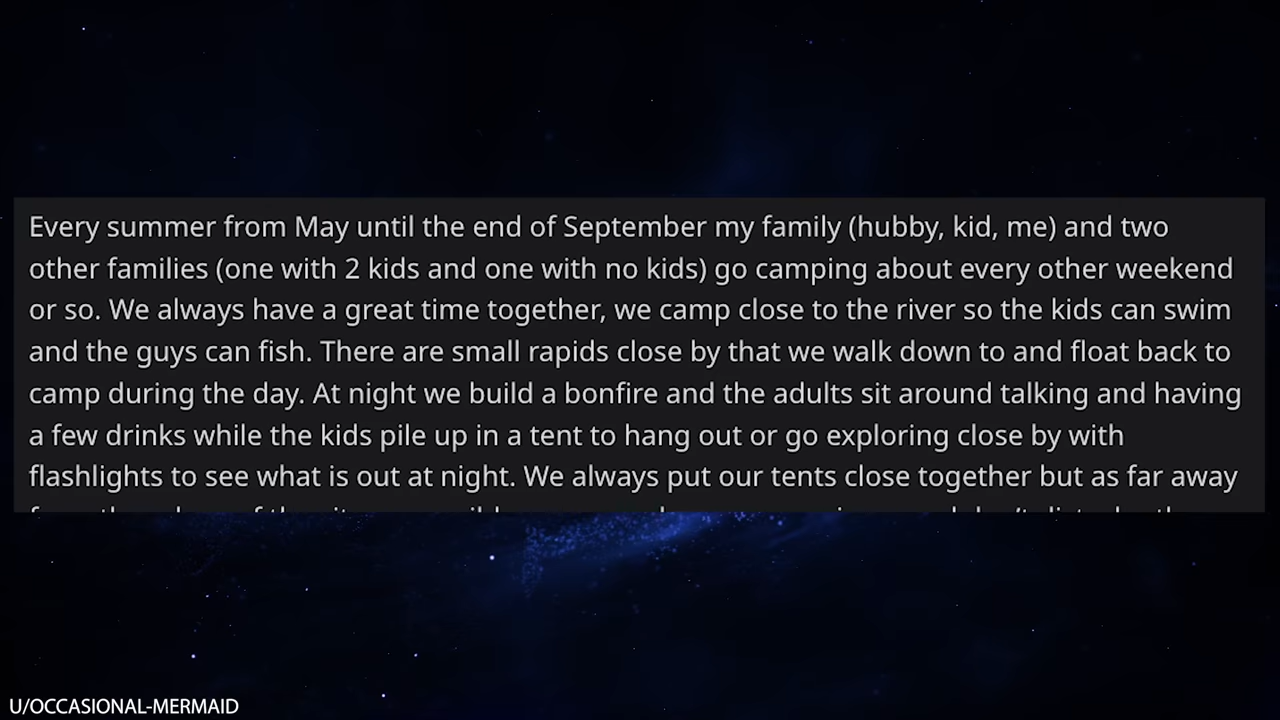 Every summer from May until the end of September my family (hubby, kid, me) and two
other families (one with 2 kids and one with no kids) go camping about every other weekend
or so. We always have a great time together, we camp close to the river so the kids can swim
and the guys can fish. There are small rapids close by that we walk down to and float back to
camp during the day. At night we build a bonfire and the adults sit around talking and having
a few drinks while the kids pile up in a tent to hang out or go exploring close by with
flashlights to see what is out at night. We always put our tents close together but as far away
U/OCCASIONAL-MERMAID